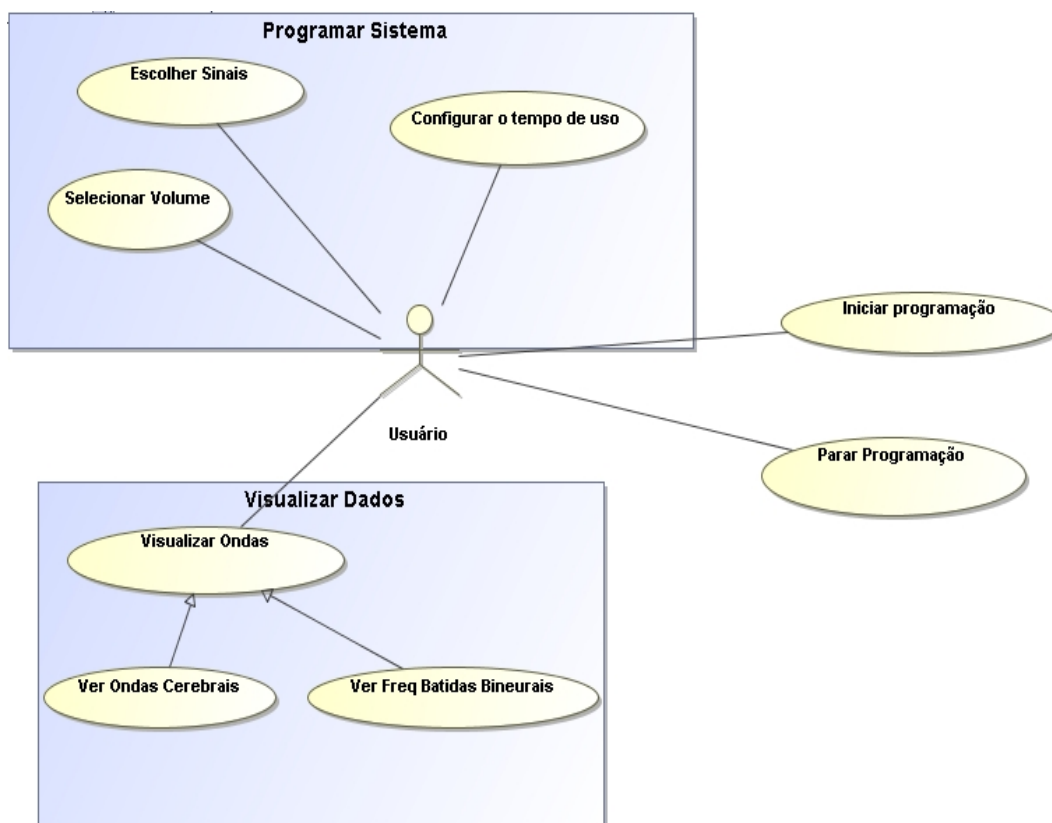 Programar Sistema
Escolher Sinais
Configurar o tempo de uso
Selecionar Volume
Iniciar programação
Usuário
Parar Programação
Visualizar Dados
Visualizar Ondas
Ver Ondas Cerebrais
Ver Freq Batidas Bineurais